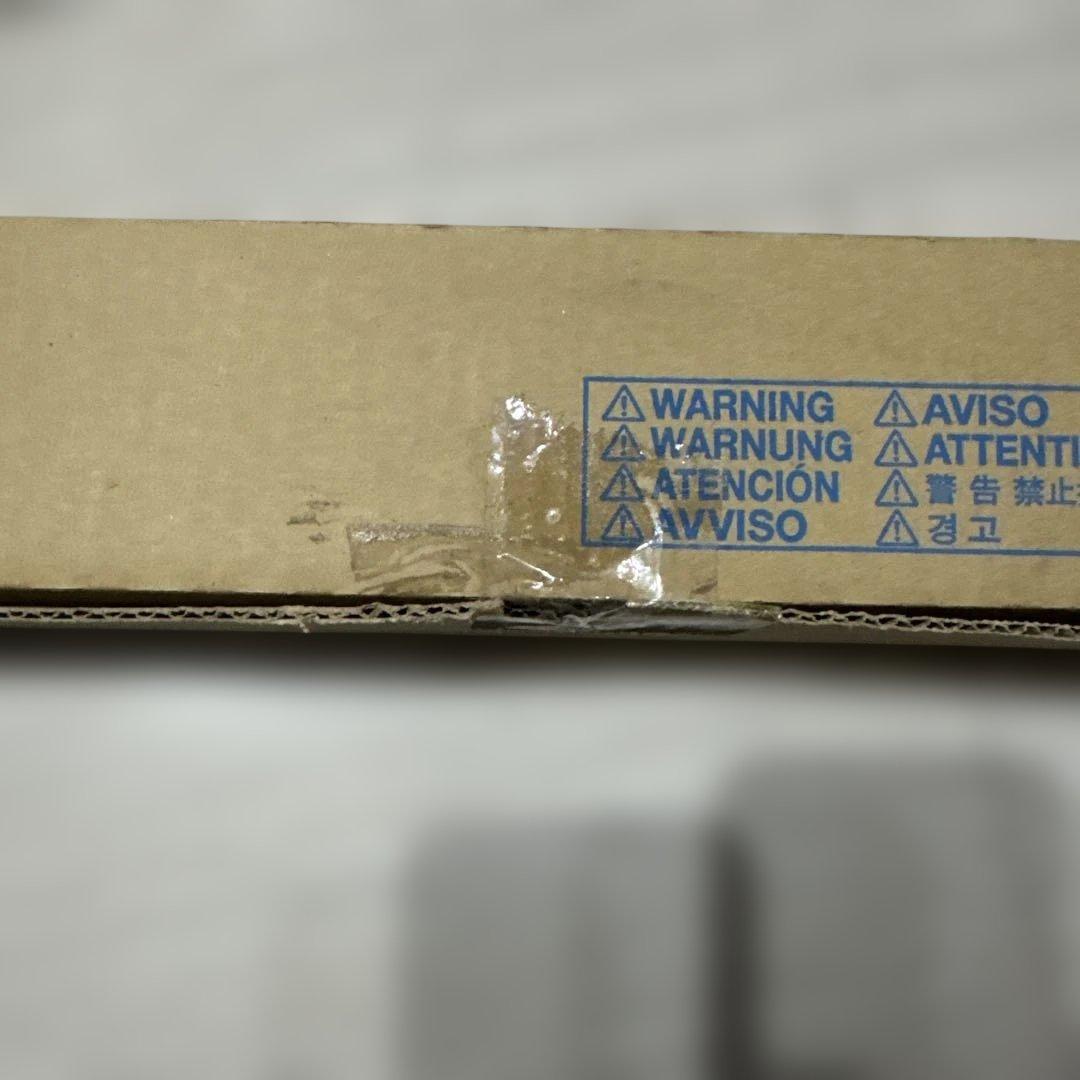 ⚠WARNING ⚠AVISO
⚠WARNUNG ⚠ATTENTI
⚠ATENCIÓN ⚠警告 禁止
⚠AVVISO ⚠경고